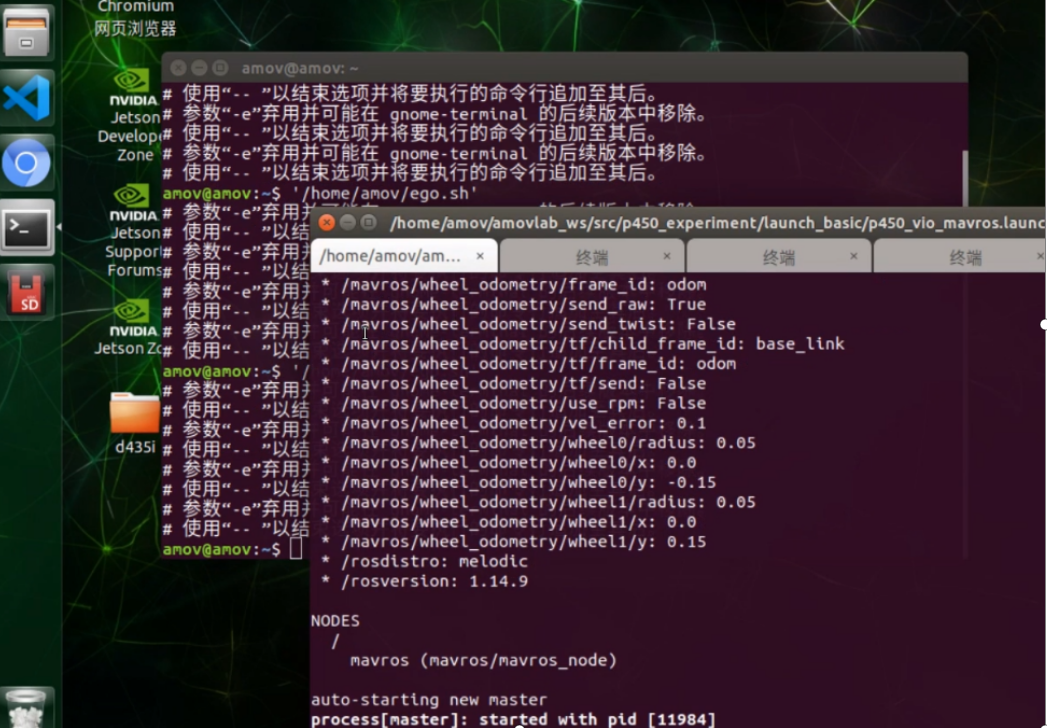 Chromium
网页浏览器
NVIDIA
Jetson
Develop
Zone
NVIDIA
Jetson
Support
Forums
NVIDIA
Jetson Zo
d435i
SD
amov@amov: ~
# 使用“-- ”以结束选项并将要执行的命令行追加至其后。
# 参数“-e”弃用并可能在 gnome-terminal 的后续版本中移除。
# 使用“-- ”以结束选项并将要执行的命令行追加至其后。
# 参数“-e”弃用并可能在 gnome-terminal 的后续版本中移除。
# 使用“-- ”以结束选项并将要执行的命令行追加至其后。
amov@amov:~$ '/home/amov/ego.sh'
# 参数“-e”弃用并
# 使用“-- ”以结
# 参数“-e”弃用并
# 使用“-- ”以结
# 参数“-e”弃用并
# 使用“-- ”以结
# 参数“-e”弃用并
# 使用“-- ”以结
amov@amov:~$ '/
# 参数“-e”弃用并
# 使用“-- ”以结
# 参数“-e”弃用并
# 使用“-- ”以结
# 参数“-e”弃用并
# 使用“-- ”以结
# 参数“-e”弃用并
# 使用“-- ”以结
amov@amov:~$
/home/amov/amovlab_ws/src/p450_experiment/launch_basic/p450_vio_mavros.launc
/home/amov/am... × 终端 × 终端 × 终端 ×
* /mavros/wheel_odometry/frame_id: odom
* /mavros/wheel_odometry/send_raw: True
* /mavros/wheel_odometry/send_twist: False
* /mavros/wheel_odometry/tf/child_frame_id: base_link
* /mavros/wheel_odometry/tf/frame_id: odom
* /mavros/wheel_odometry/tf/send: False
* /mavros/wheel_odometry/use_rpm: False
* /mavros/wheel_odometry/vel_error: 0.1
* /mavros/wheel_odometry/wheel0/radius: 0.05
* /mavros/wheel_odometry/wheel0/x: 0.0
* /mavros/wheel_odometry/wheel0/y: -0.15
* /mavros/wheel_odometry/wheel1/radius: 0.05
* /mavros/wheel_odometry/wheel1/x: 0.0
* /mavros/wheel_odometry/wheel1/y: 0.15
* /rosdistro: melodic
* /rosversion: 1.14.9
NODES
/
mavros (mavros/mavros_node)
auto-starting new master
process[master]: started with pid [11984]